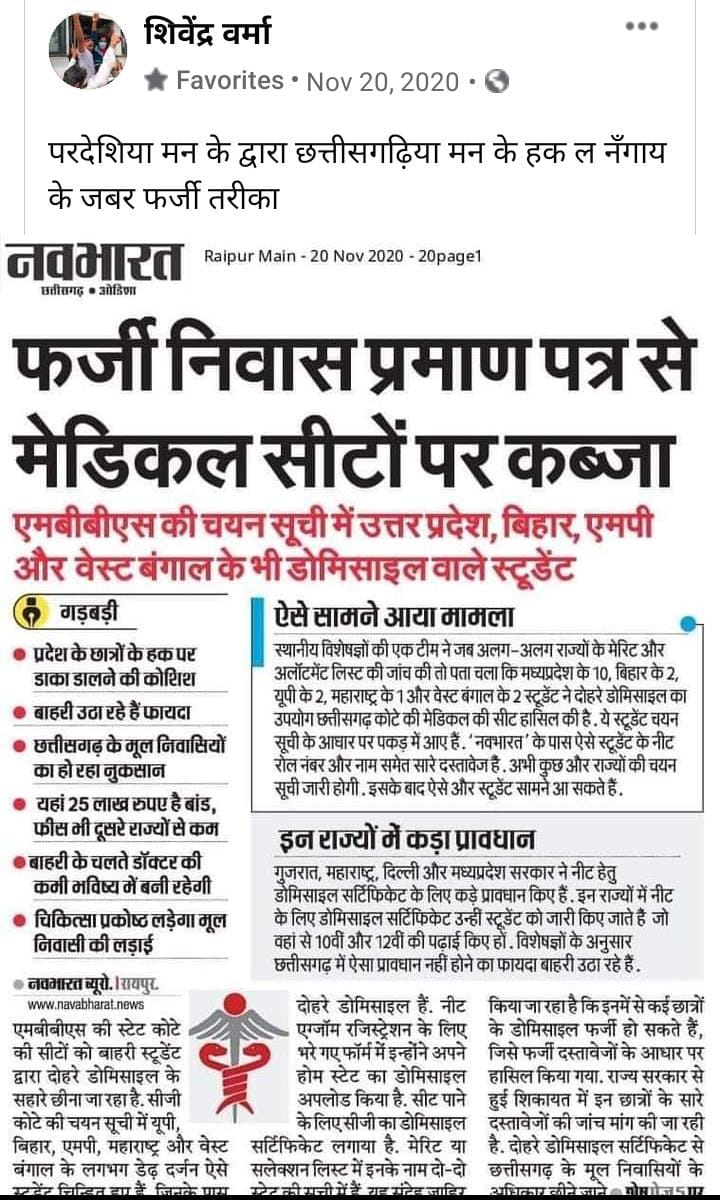 शिवेंद्र वर्मा
Favorites • Nov 20, 2020 •
परदेशिया मन के द्वारा छत्तीसगढ़िया मन के हक ल नँगाय
के जबर फर्जी तरीका
नवभारत
छत्तीसगढ़ • ओडिशा
Raipur Main - 20 Nov 2020 - 20page1
फर्जी निवास प्रमाण पत्र से
मेडिकल सीटों पर कब्जा
एमबीबीएस की चयन सूची में उत्तर प्रदेश, बिहार, एमपी
और वेस्ट बंगाल के भी डोमिसाइल वाले स्टूडेंट
गड़बड़ी
• प्रदेश के छात्रों के हक पर
डाका डालने की कोशिश
• बाहरी उठा रहे हैं फायदा
• छत्तीसगढ़ के मूल निवासियों
का हो रहा नुकसान
• यहां 25 लाख रुपए है बांड,
फीस भी दूसरे राज्यों से कम
• बाहरी के चलते डॉक्टर की
कमी भविष्य में बनी रहेगी
• चिकित्सा प्रकोष्ठ लड़ेगा मूल
निवासी की लड़ाई
ऐसे सामने आया मामला
स्थानीय विशेषज्ञों की एक टीम ने जब अलग-अलग राज्यों के मेरिट और
अलॉटमेंट लिस्ट की जांच की तो पता चला कि मध्यप्रदेश के 10, बिहार के 2,
यूपी के 2, महाराष्ट्र के 1 और वेस्ट बंगाल के 2 स्टूडेंट ने दोहरे डोमिसाइल का
उपयोग छत्तीसगढ़ कोटे की मेडिकल की सीट हासिल की है. ये स्टूडेंट चयन
सूची के आधार पर पकड़ में आए हैं. 'नवभारत' के पास ऐसे स्टूडेंट के नीट
रोल नंबर और नाम समेत सारे दस्तावेज है. अभी कुछ और राज्यों की चयन
सूची जारी होगी. इसके बाद ऐसे और स्टूडेंट सामने आ सकते हैं.
इन राज्यों में कड़ा प्रावधान
गुजरात, महाराष्ट्र, दिल्ली और मध्यप्रदेश सरकार ने नीट हेतु
डोमिसाइल सर्टिफिकेट के लिए कड़े प्रावधान किए हैं. इन राज्यों में नीट
के लिए डोमिसाइल सर्टिफिकेट उन्हीं स्टूडेंट को जारी किए जाते हैं जो
वहां से 10वीं और 12वीं की पढ़ाई किए हों. विशेषज्ञों के अनुसार
छत्तीसगढ़ में ऐसा प्रावधान नहीं होने का फायदा बाहरी उठा रहे हैं.
• नवभारत ब्यूरो. | रायपुर.
www.navabharat.news
एमबीबीएस की स्टेट कोटे
की सीटों को बाहरी स्टूडेंट
द्वारा दोहरे डोमिसाइल के
सहारे छीना जा रहा है. सीजी
कोटे की चयन सूची में यूपी,
बिहार, एमपी, महाराष्ट्र और वेस्ट
बंगाल के लगभग डेढ़ दर्जन ऐसे
स्टूडेंट चिन्हित हुए हैं, जिनके पास
दोहरे डोमिसाइल हैं. नीट
एग्जॉम रजिस्ट्रेशन के लिए
भरे गए फॉर्म में इन्होंने अपने
होम स्टेट का डोमिसाइल
अपलोड किया है. सीट पाने
के लिए सीजी का डोमिसाइल
सर्टिफिकेट लगाया है. मेरिट या
सलेक्शन लिस्ट में इनके नाम दो-दो
स्टेट की सूची में हैं. यह संदेह जाहिर
किया जा रहा है कि इनमें से कई छात्रों
के डोमिसाइल फर्जी हो सकते हैं,
जिसे फर्जी दस्तावेजों के आधार पर
हासिल किया गया. राज्य सरकार से
हुई शिकायत में इन छात्रों के सारे
दस्तावेजों की जांच मांग की जा रही
है. दोहरे डोमिसाइल सर्टिफिकेट से
छत्तीसगढ़ के मूल निवासियों के